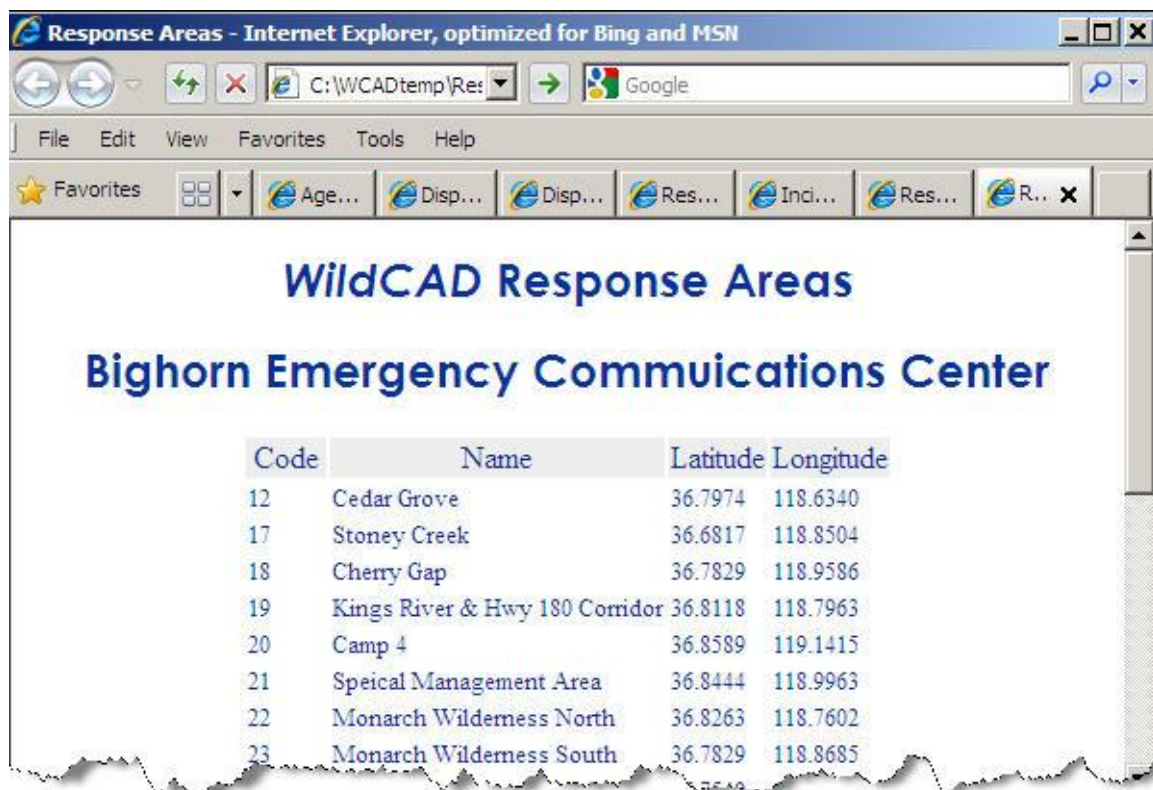 Response Areas - Internet Explorer, optimized for Bing and MSN
C:\WCADtemp\Res
Google
File Edit View Favorites Tools Help
Favorites Age... Disp... Disp... Res... Inci... Res... R..
WildCAD Response Areas
Bighorn Emergency Commuications Center
Code Name Latitude Longitude
12 Cedar Grove 36.7974 118.6340
17 Stoney Creek 36.6817 118.8504
18 Cherry Gap 36.7829 118.9586
19 Kings River & Hwy 180 Corridor 36.8118 118.7963
20 Camp 4 36.8589 119.1415
21 Speical Management Area 36.8444 118.9963
22 Monarch Wilderness North 36.8263 118.7602
23 Monarch Wilderness South 36.7829 118.8685